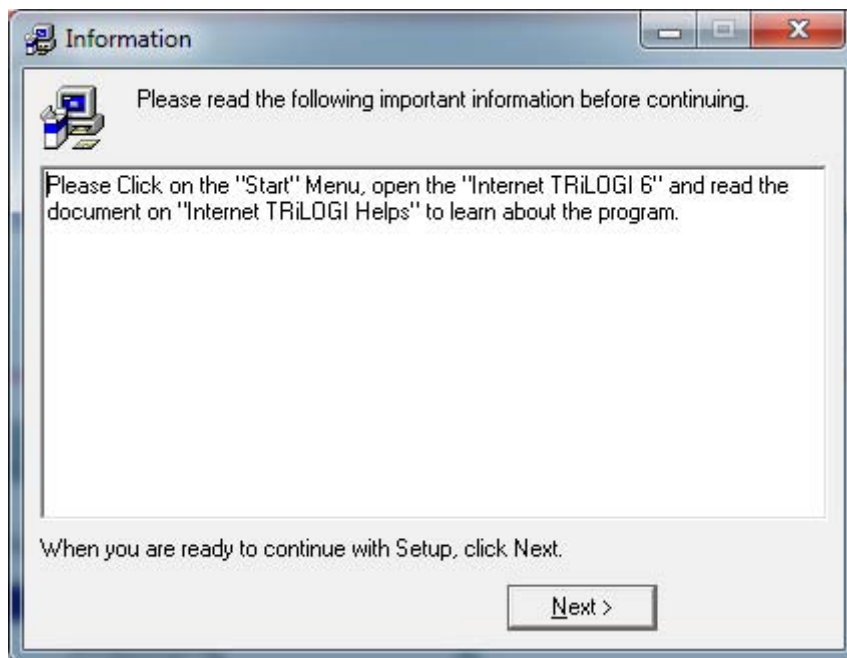 Information
Please read the following important information before continuing.
Please Click on the "Start" Menu, open the "Internet TRiLOGI 6" and read the
document on "Internet TRiLOGI Helps" to learn about the program.
When you are ready to continue with Setup, click Next.
Next >